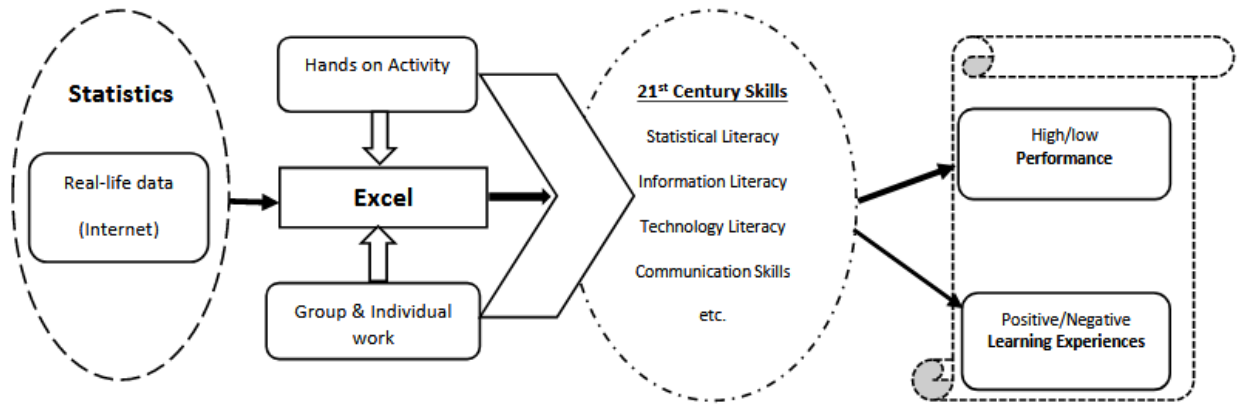 Statistics
Real-life data
(Internet)
Hands on Activity
Excel
Group & Individual
work
21st Century Skills
Statistical Literacy
Information Literacy
Technology Literacy
Communication Skills
etc.
High/low
Performance
Positive/Negative
Learning Experiences